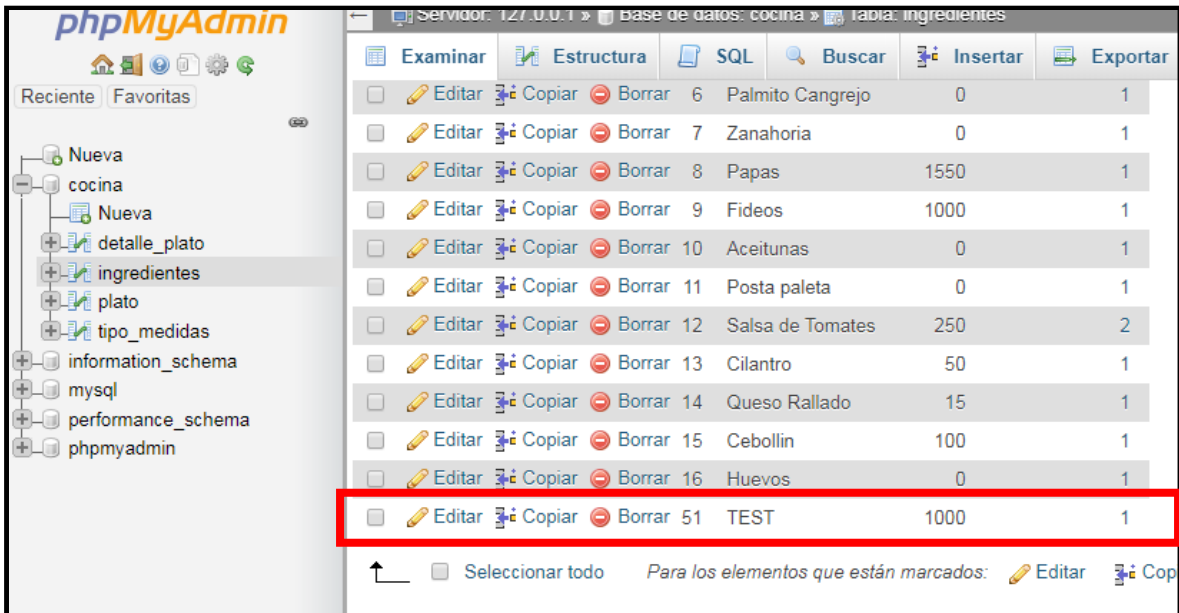 phpMyAdmin
Reciente Favoritas
Nueva
cocina
Nueva
detalle_plato
ingredientes
plato
tipo_medidas
information_schema
mysql
performance_schema
phpmyadmin
Servidor: 127.0.0.1 » Base de datos: cocina » Tabla: ingredientes
Examinar Estructura SQL Buscar Insertar Exportar
Editar Copiar Borrar 6 Palmito Cangrejo 0 1
Editar Copiar Borrar 7 Zanahoria 0 1
Editar Copiar Borrar 8 Papas 1550 1
Editar Copiar Borrar 9 Fideos 1000 1
Editar Copiar Borrar 10 Aceitunas 0 1
Editar Copiar Borrar 11 Posta paleta 0 1
Editar Copiar Borrar 12 Salsa de Tomates 250 2
Editar Copiar Borrar 13 Cilantro 50 1
Editar Copiar Borrar 14 Queso Rallado 15 1
Editar Copiar Borrar 15 Cebollin 100 1
Editar Copiar Borrar 16 Huevos 0 1
Editar Copiar Borrar 51 TEST 1000 1
Seleccionar todo Para los elementos que están marcados: Editar Cop